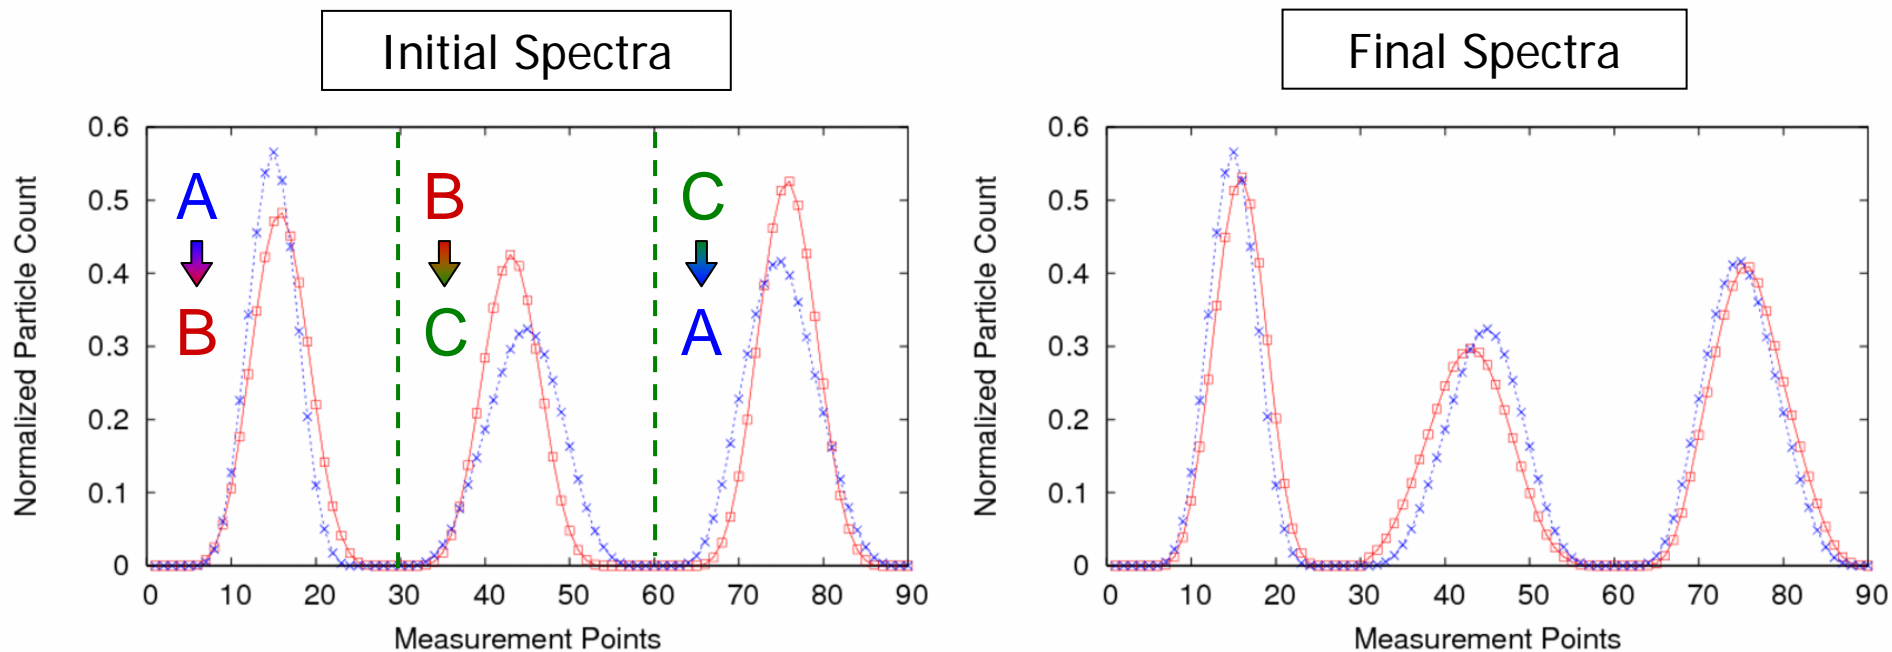 Initial Spectra
Final Spectra
Normalized Particle Count
0.6
0.5
0.4
0.3
0.2
0.1
0
A
B
B
C
C
A
0 10 20 30 40 50 60 70 80 90
Measurement Points
Normalized Particle Count
0.6
0.5
0.4
0.3
0.2
0.1
0
0 10 20 30 40 50 60 70 80 90
Measurement Points